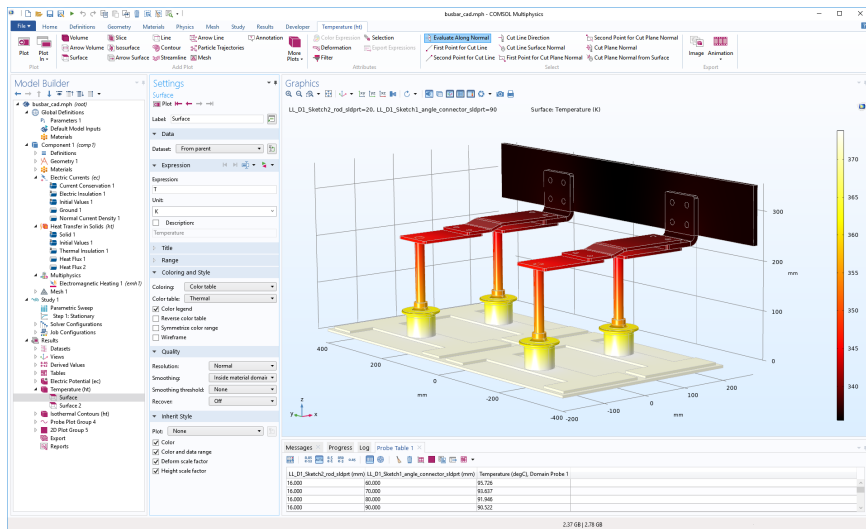 busbar_cad.mph - COMSOL Multiphysics
File Home Definitions Geometry Materials Physics Mesh Study Results Developer Temperature (ht)
Plot
Plot In
Volume
Arrow Volume
Surface
Slice
Isosurface
Arrow Surface
Line
Contour
Streamline
Arrow Line
Particle Trajectories
Mesh
Annotation
More Plots
Color Expression
Deformation
Filter
Selection
Export Expressions
Evaluate Along Normal
First Point for Cut Line
Second Point for Cut Line
Cut Line Direction
Cut Line Surface Normal
First Point for Cut Plane Normal
Second Point for Cut Plane Normal
Cut Plane Normal
Cut Plane Normal from Surface
Image Animation
Plot Add Plot Attributes Select Export
Model Builder
busbar_cad.mph (root)
Global Definitions
Parameters 1
Default Model Inputs
Materials
Component 1 (comp1)
Definitions
Geometry 1
Materials
Electric Currents (ec)
Current Conservation 1
Electric Insulation 1
Initial Values 1
Ground 1
Normal Current Density 1
Heat Transfer in Solids (ht)
Solid 1
Initial Values 1
Thermal Insulation 1
Heat Flux 1
Heat Flux 2
Multiphysics
Electromagnetic Heating 1 (emh1)
Mesh 1
Study 1
Parametric Sweep
Step 1: Stationary
Solver Configurations
Job Configurations
Results
Datasets
Views
Derived Values
Tables
Electric Potential (ec)
Temperature (ht)
Surface
Surface 2
Isothermal Contours (ht)
Probe Plot Group 4
2D Plot Group 5
Export
Reports
Settings
Surface
Plot
Label: Surface
Data
Dataset: From parent
Expression
Expression:
T
Unit:
K
Description:
Temperature
Title
Range
Coloring and Style
Coloring: Color table
Color table: Thermal
Color legend
Reverse color table
Symmetrize color range
Wireframe
Quality
Resolution: Normal
Smoothing: Inside material domain
Smoothing threshold: None
Recover: Off
Inherit Style
Plot: None
Color
Color and data range
Deform scale factor
Height scale factor
Graphics
LL_D1_Sketch2_rod_sldprt=20, LL_D1_Sketch1_angle_connector_sldprt=90 Surface: Temperature (K)
370
365
360
355
350
345
340
300
200
100
0
mm
400
200
0
mm
-200
-400
-200
-100
0
mm
100
200
z
y
x
Messages Progress Log Probe Table 1
LL_D1_Sketch2_rod_sldprt (mm) LL_D1_Sketch1_angle_connector_sldprt (mm) Temperature (degC), Domain Probe 1
16.000 60.000 95.726
16.000 70.000 93.637
16.000 80.000 91.946
16.000 90.000 90.522
2.37 GB | 2.78 GB